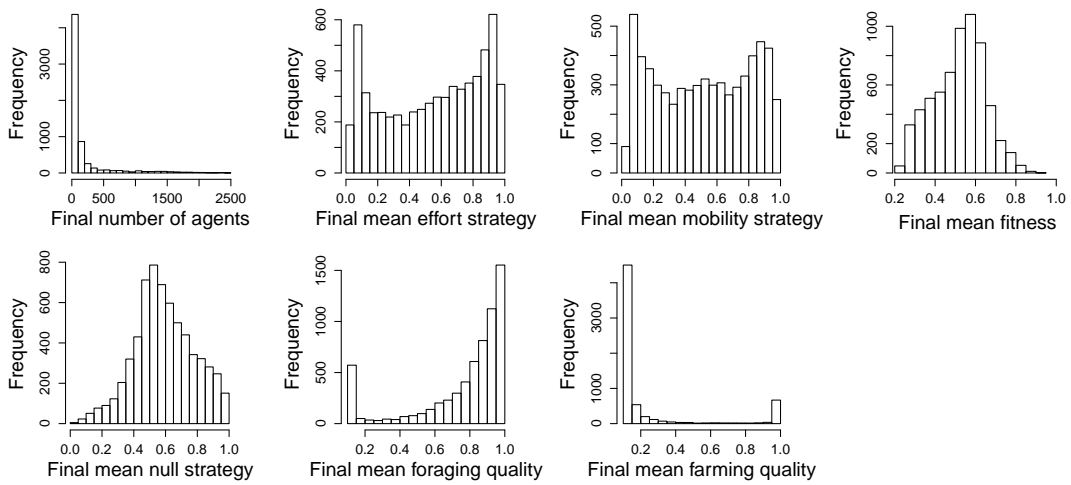 Frequency
0 1000 3000
0 500 1500 2500
Final number of agents
Frequency
0 200 400 600
0.0 0.2 0.4 0.6 0.8 1.0
Final mean effort strategy
Frequency
0 100 300 500
0.0 0.2 0.4 0.6 0.8 1.0
Final mean mobility strategy
Frequency
0 200 600 1000
0.2 0.4 0.6 0.8 1.0
Final mean fitness
Frequency
0 200 400 600 800
0.0 0.2 0.4 0.6 0.8 1.0
Final mean null strategy
Frequency
0 500 1000 1500
0.2 0.4 0.6 0.8 1.0
Final mean foraging quality
Frequency
0 1000 3000
0.2 0.4 0.6 0.8 1.0
Final mean farming quality